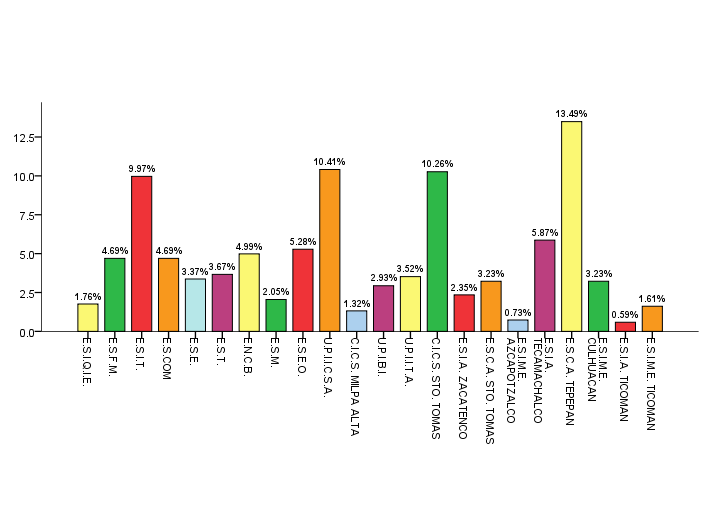 12.5
10.0
7.5
5.0
2.5
0.0
1.76%
4.69%
9.97%
4.69%
3.37%
3.67%
4.99%
2.05%
5.28%
10.41%
1.32%
2.93%
3.52%
10.26%
2.35%
3.23%
0.73%
5.87%
13.49%
3.23%
0.59%
1.61%
E.S.I.Q.I.E.
E.S.F.M.
E.S.I.T.
ES.COM
E.S.E.
E.S.T.
E.N.C.B.
E.S.M.
E.S.E.O.
U.P.I.I.C.S.A.
C.I.C.S. MILPA ALTA
U.P.I.B.I.
U.P.I.I.T.A.
C.I.C.S. STO. TOMAS
E.S.I.A. ZACATENCO
E.S.C.A. STO. TOMAS
E.S.I.M.E.
AZCAPOTZALCO
E.S.I.A.
TECAMACHALCO
E.S.C.A. TEPEPAN
E.S.I.M.E.
CULHUACAN
E.S.I.A. TICOMAN
E.S.I.M.E. TICOMAN